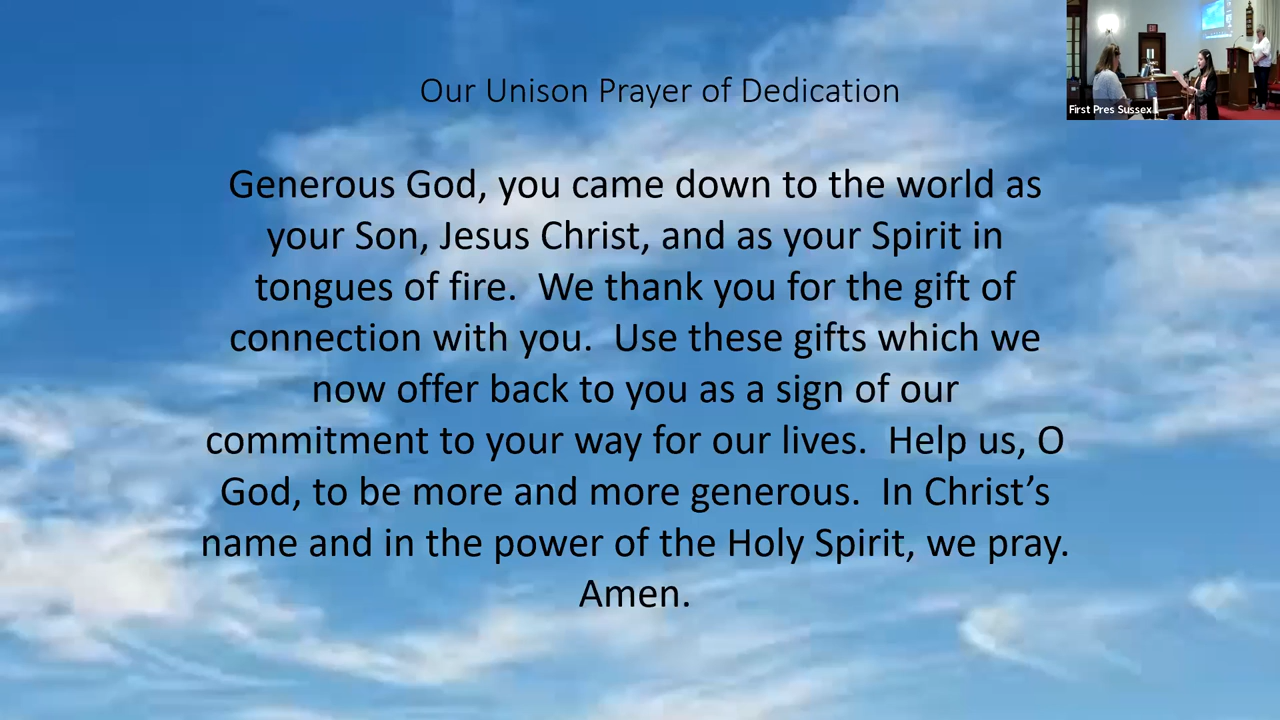 Our Unison Prayer of Dedication
First Pres Sussex
Generous God, you came down to the world as
your Son, Jesus Christ, and as your Spirit in
tongues of fire.  We thank you for the gift of
connection with you.  Use these gifts which we
now offer back to you as a sign of our
commitment to your way for our lives.  Help us, O
God, to be more and more generous.  In Christ’s
name and in the power of the Holy Spirit, we pray.
Amen.